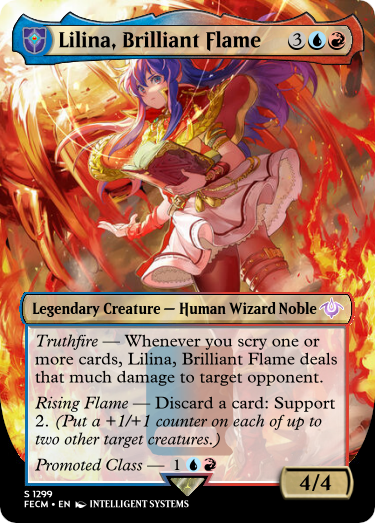 Lilina, Brilliant Flame 3
Legendary Creature — Human Wizard Noble
Truthfire — Whenever you scry one or
more cards, Lilina, Brilliant Flame deals
that much damage to target opponent.
Rising Flame — Discard a card: Support
2. (Put a +1/+1 counter on each of up to
two other target creatures.)
Promoted Class — 1
4/4
S 1299
FECM • EN INTELLIGENT SYSTEMS